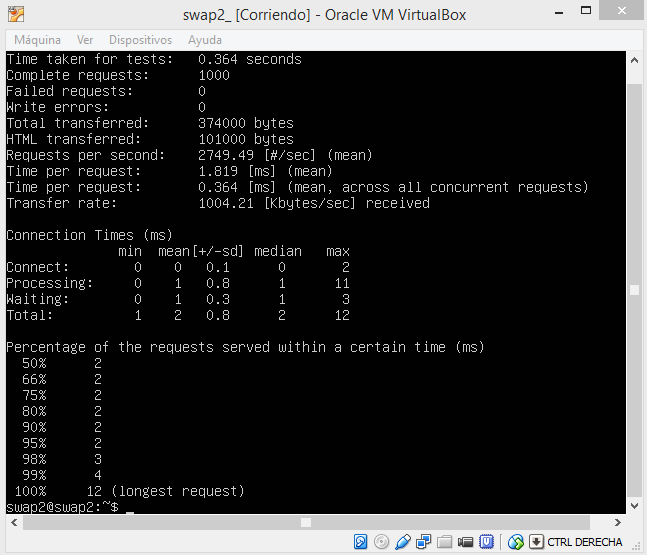 swap2_ [Corriendo] - Oracle VM VirtualBox
Máquina Ver Dispositivos Ayuda
Time taken for tests:   0.364 seconds
Complete requests:      1000
Failed requests:        0
Write errors:           0
Total transferred:      374000 bytes
HTML transferred:       101000 bytes
Requests per second:    2749.49 [#/sec] (mean)
Time per request:       1.819 [ms] (mean)
Time per request:       0.364 [ms] (mean, across all concurrent requests)
Transfer rate:          1004.21 [Kbytes/sec] received
Connection Times (ms)
              min  mean[+/-sd] median   max
Connect:        0    0   0.1      0       2
Processing:     0    1   0.8      1      11
Waiting:        0    1   0.3      1       3
Total:          1    2   0.8      2      12
Percentage of the requests served within a certain time (ms)
  50%      2
  66%      2
  75%      2
  80%      2
  90%      2
  95%      2
  98%      3
  99%      4
 100%     12 (longest request)
swap2@swap2:~$ _
CTRL DERECHA